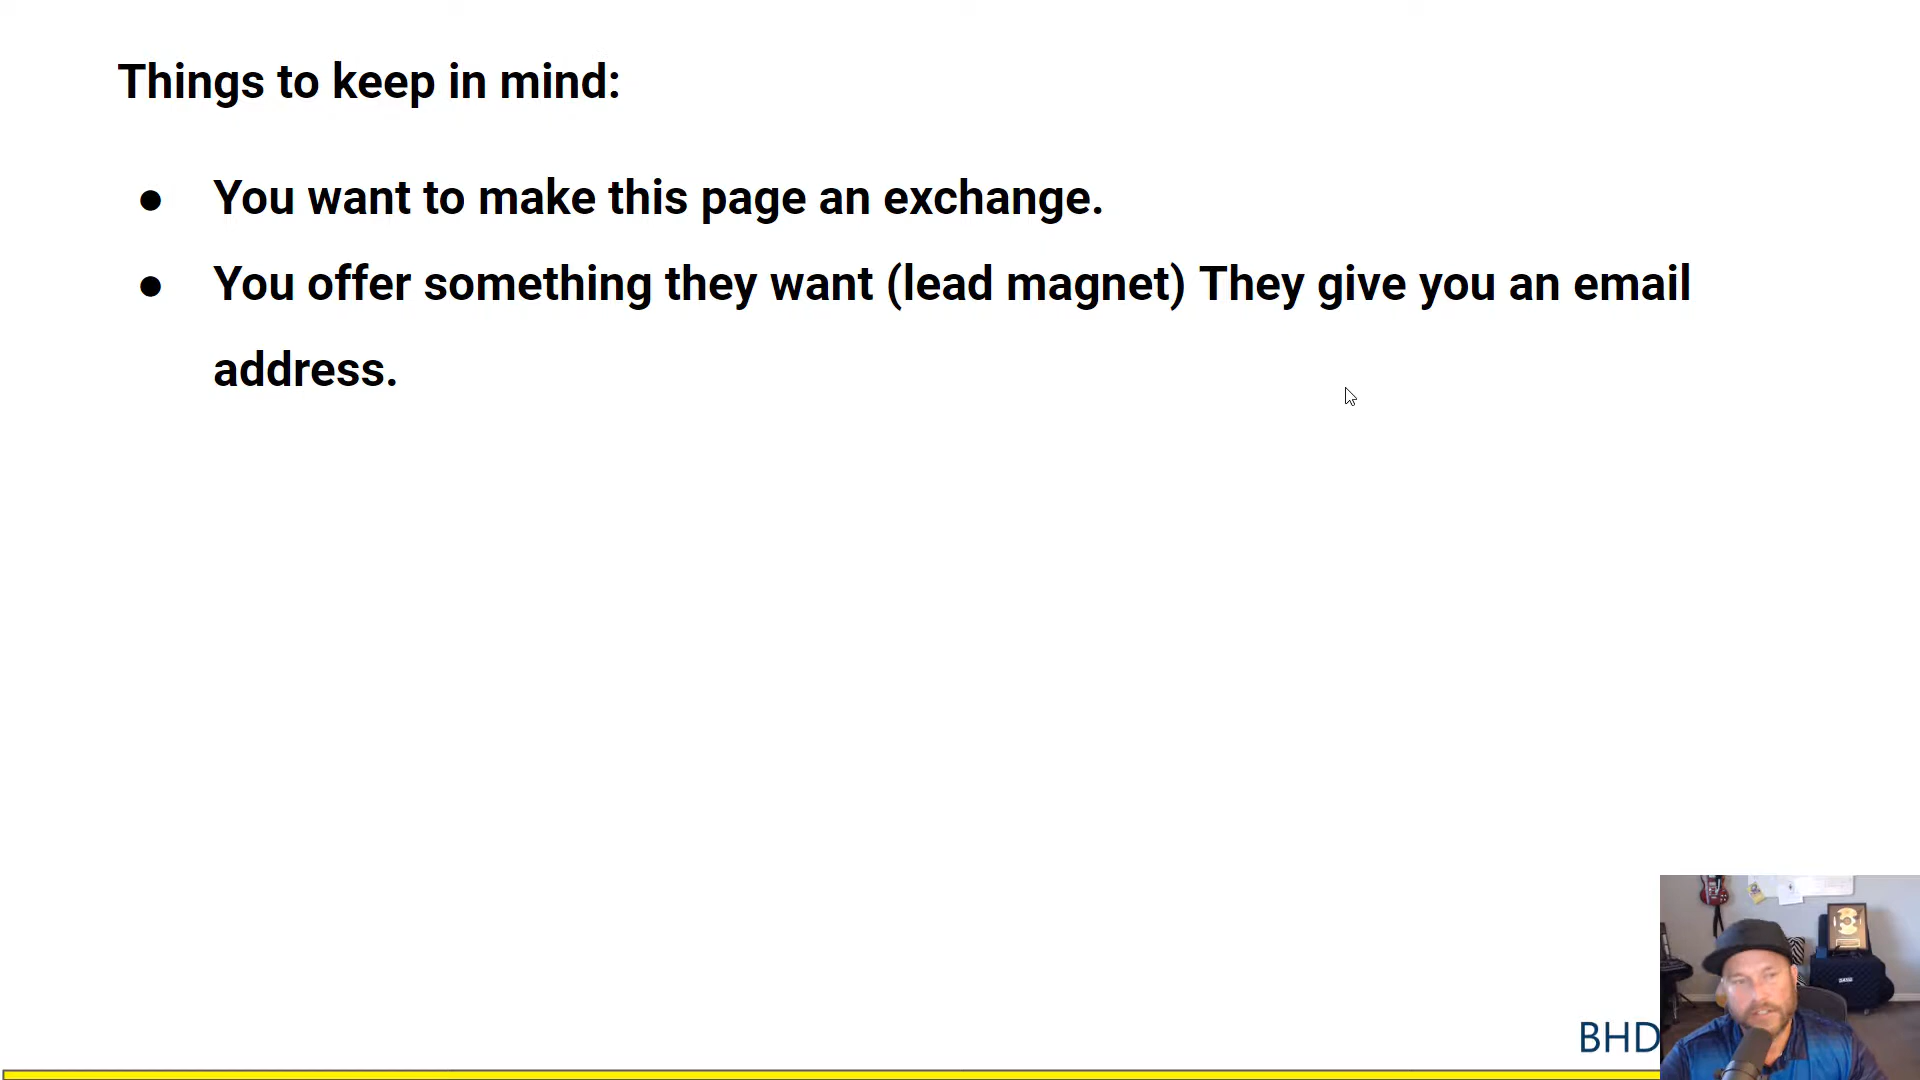 Things to keep in mind:
● You want to make this page an exchange.
● You offer something they want (lead magnet) They give you an email
address.
BHD